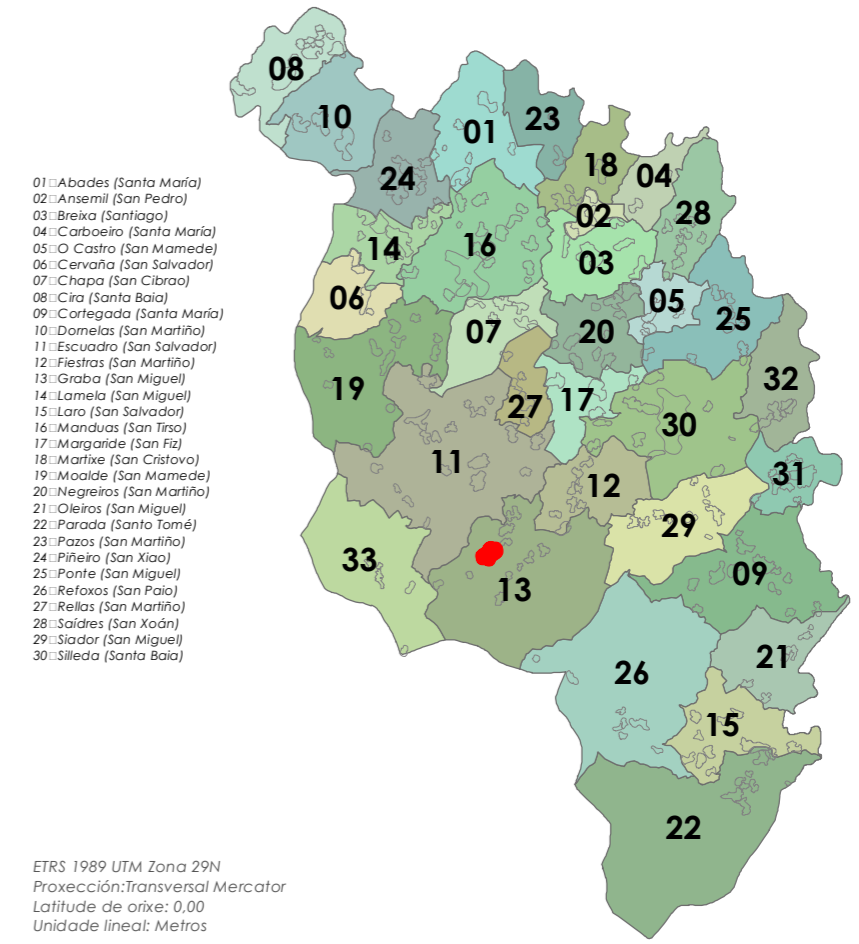 08
10
01
23
18
04
24
02
28
14
16
03
06
05
07
20
25
19
32
27
17
30
11
12
31
29
33
13
09
26
21
15
22
01□Abades (Santa María)
02□Ansemil (San Pedro)
03□Breixa (Santiago)
04□Carboeiro (Santa María)
05□O Castro (San Mamede)
06□Cervaña (San Salvador)
07□Chapa (San Cibrao)
08□Cira (Santa Baia)
09□Cortegada (Santa María)
10□Dornelas (San Martiño)
11□Escuadro (San Salvador)
12□Fiestras (San Martiño)
13□Graba (San Miguel)
14□Lamela (San Miguel)
15□Laro (San Salvador)
16□Manduas (San Tirso)
17□Margaride (San Fiz)
18□Martixe (San Cristovo)
19□Moalde (San Mamede)
20□Negreiros (San Martiño)
21□Oleiros (San Miguel)
22□Parada (Santo Tomé)
23□Pazos (San Martiño)
24□Piñeiro (San Xiao)
25□Ponte (San Miguel)
26□Refoxos (San Paio)
27□Rellas (San Martiño)
28□Saídres (San Xoán)
29□Siador (San Miguel)
30□Silleda (Santa Baia)
ETRS 1989 UTM Zona 29N
Proxección:Transversal Mercator
Latitude de orixe: 0,00
Unidade lineal: Metros